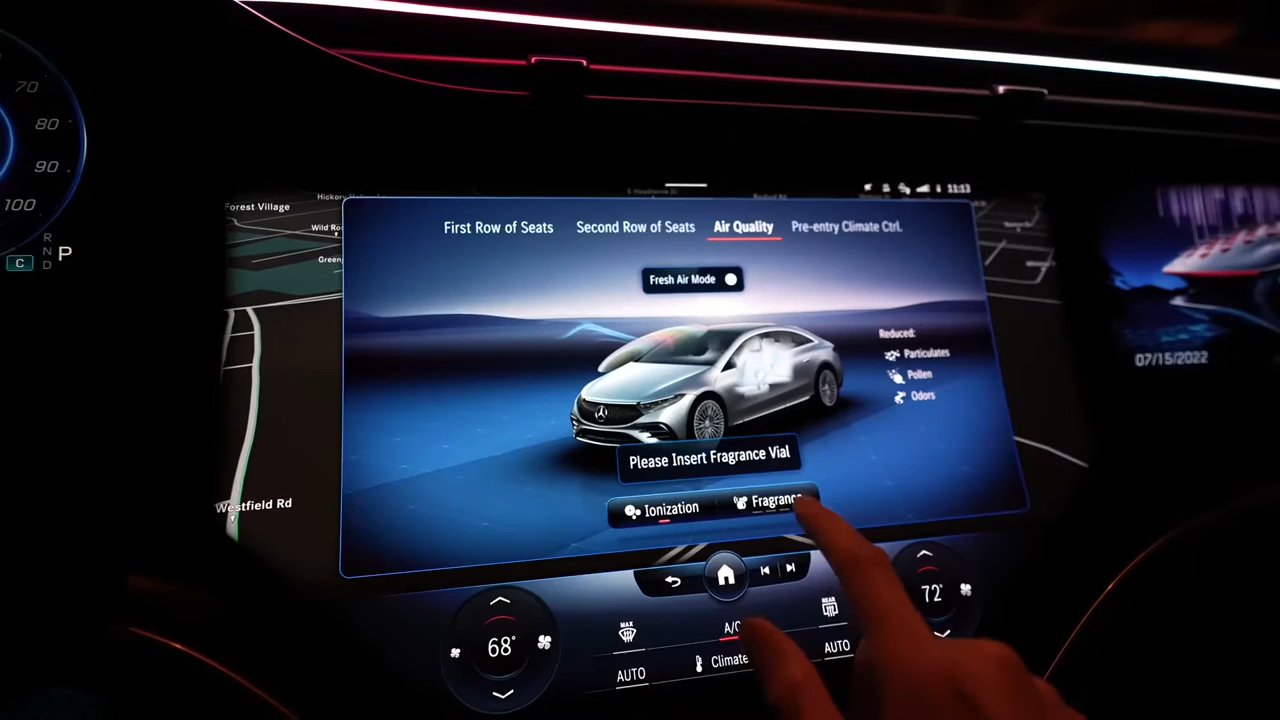 70
80
90
100
R
N
D
P
C
Forest Village
Westfield Rd
11:13
First Row of Seats
Second Row of Seats
Air Quality
Pre-entry Climate Ctrl.
Fresh Air Mode
Reduced:
Particulates
Pollen
Odors
Please Insert Fragrance Vial
Ionization
Fragrance
07/15/2022
68°
72°
MAX
REAR
A/C
AUTO
Climate
AUTO